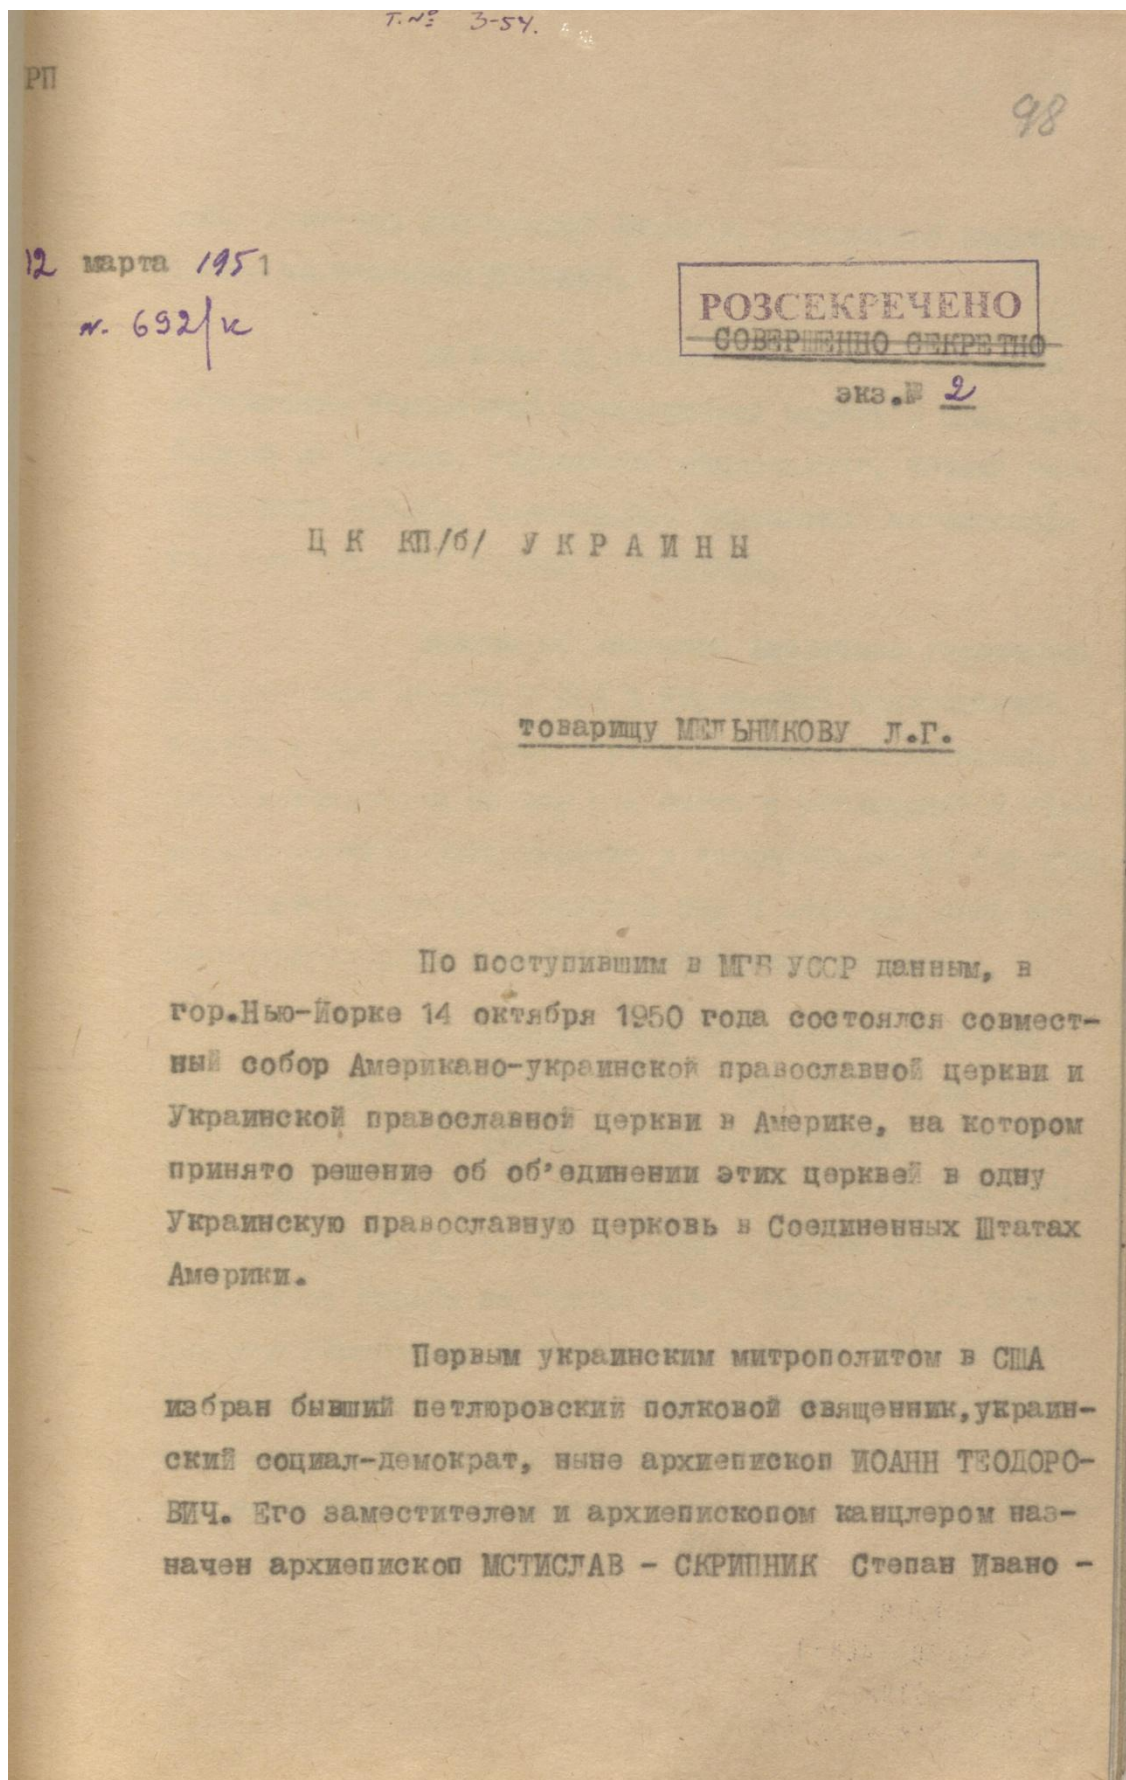 т.№ 3-54.
РП
98
12 марта 1951
N. 692/к
РОЗСЕКРЕЧЕНО
СОВЕРШЕННО СЕКРЕТНО
экз.№ 2
Ц К КП/б/ У К Р А И Н Ы
товарищу МЕЛЬНИКОВУ Л.Г.
По поступившим в МГБ УССР данным, в
гор.Нью-Йорке 14 октября 1950 года состоялся совмест-
ный собор Американо-украинской православной церкви и
Украинской православной церкви в Америке, на котором
принято решение об об'единении этих церквей в одну
Украинскую православную церковь в Соединенных Штатах
Америки.
Первым украинским митрополитом в США
избран бывший петлюровский полковой священник,украин-
ский социал-демократ, ныне архиепископ ИОАНН ТЕОДОРО-
ВИЧ. Его заместителем и архиепископом канцлером наз-
начен архиепископ МСТИСЛАВ - СКРИПНИК Степан Ивано -